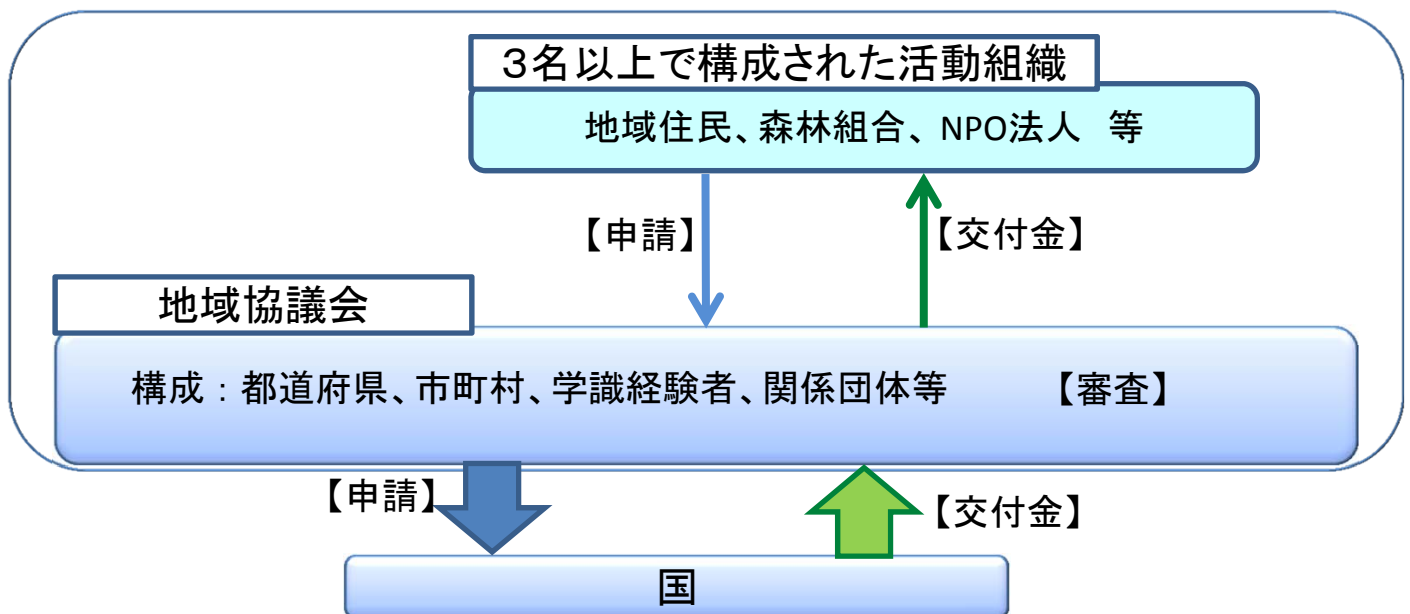 ３名以上で構成された活動組織
地域住民、森林組合、NPO法人　等
【申請】
【交付金】
地域協議会
構成：都道府県、市町村、学識経験者、関係団体等　【審査】
【申請】
【交付金】
国